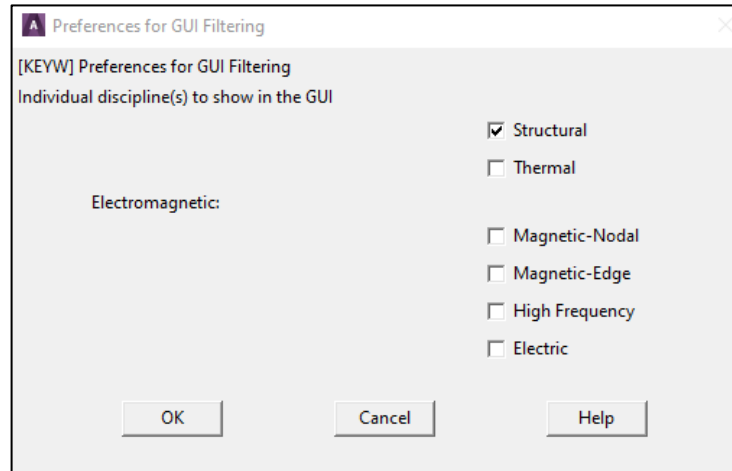 A Preferences for GUI Filtering
[KEYW] Preferences for GUI Filtering
Individual discipline(s) to show in the GUI
Structural
Thermal
Electromagnetic:
Magnetic-Nodal
Magnetic-Edge
High Frequency
Electric
OK Cancel Help